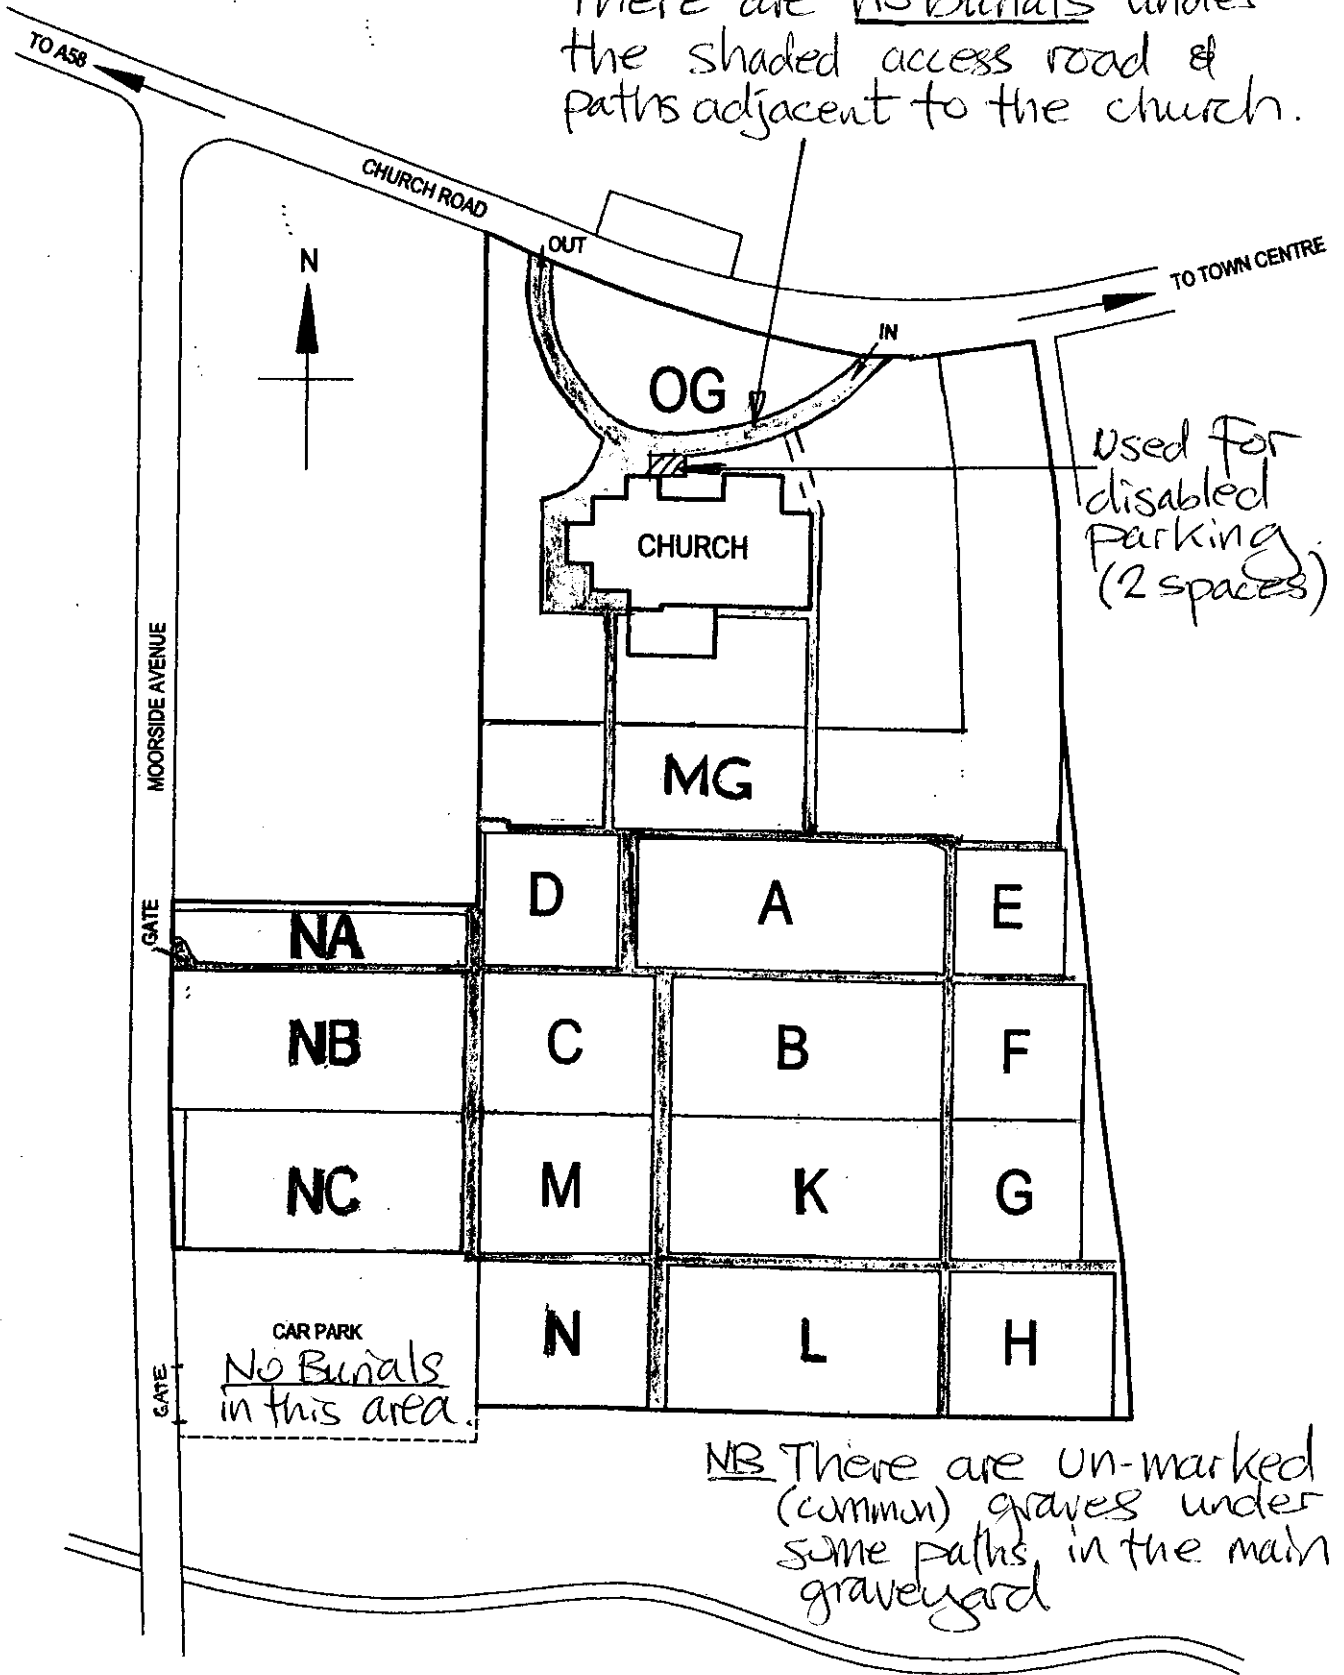 There are no burials under
the shaded access road &
paths adjacent to the church.
TO A58
CHURCH ROAD
OUT
TO TOWN CENTRE
N
IN
OG
Used for
disabled
parking.
(2 spaces)
CHURCH
MOORSIDE AVENUE
MG
D
A
E
GATE
NA
NB
C
B
F
NC
M
K
G
CAR PARK
No Burials
in this area.
GATE
N
L
H
NB There are un-marked
(common) graves under
some paths, in the main
graveyard